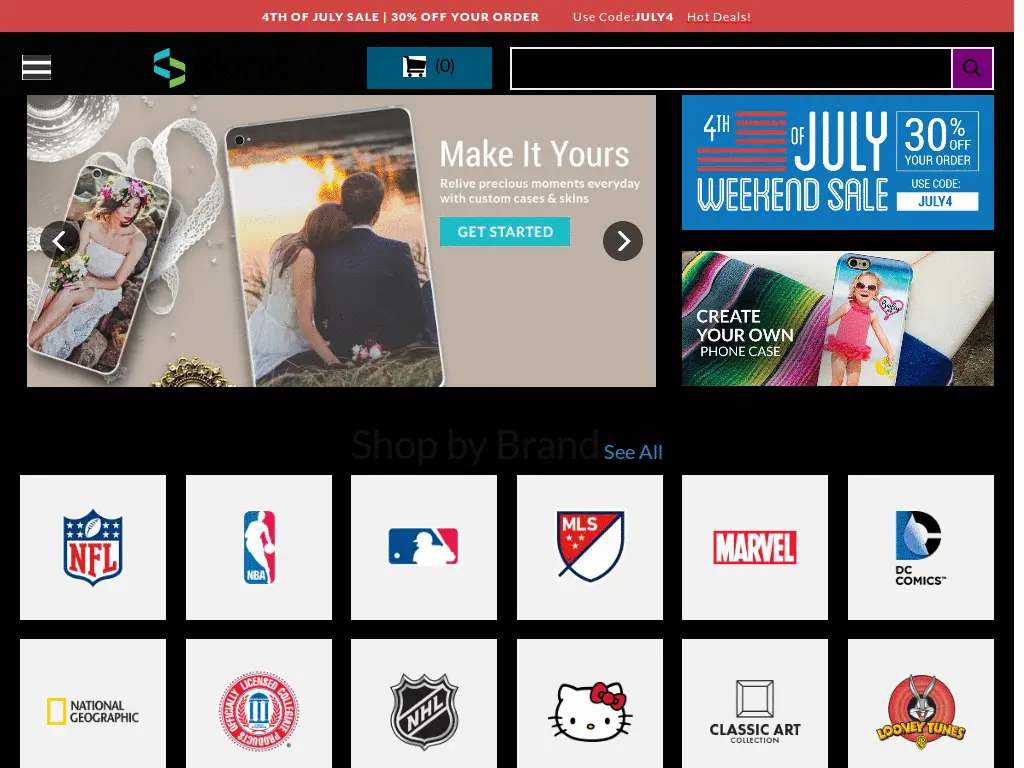 4TH OF JULY SALE | 30% OFF YOUR ORDER Use Code:JULY4 Hot Deals!
(0)
Make It Yours
Relive precious moments everyday
with custom cases & skins
GET STARTED
4TH OF JULY
WEEKEND SALE
30% OFF
YOUR ORDER
USE CODE:
JULY4
CREATE
YOUR OWN
PHONE CASE
Shop by Brand See All
NFL
NBA
MLS
MARVEL
DC
COMICS™
NATIONAL
GEOGRAPHIC
OFFICIALLY LICENSED COLLEGIATE PRODUCTS ®
NHL
CLASSIC ART
COLLECTION
LOONEY TUNES